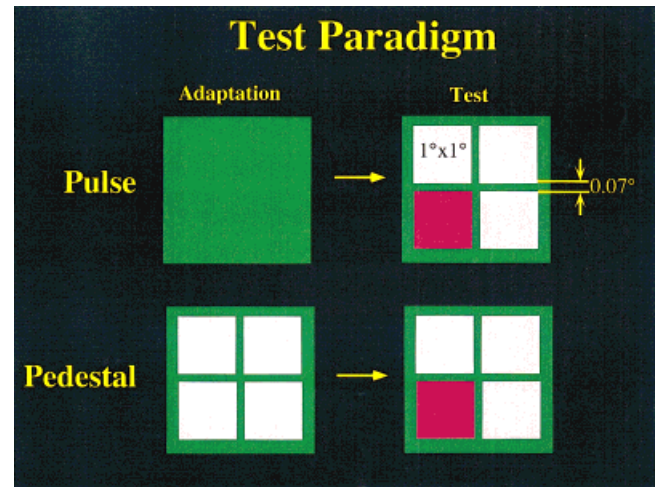 Test Paradigm
Adaptation
Test
Pulse
1°x1°
0.07°
Pedestal